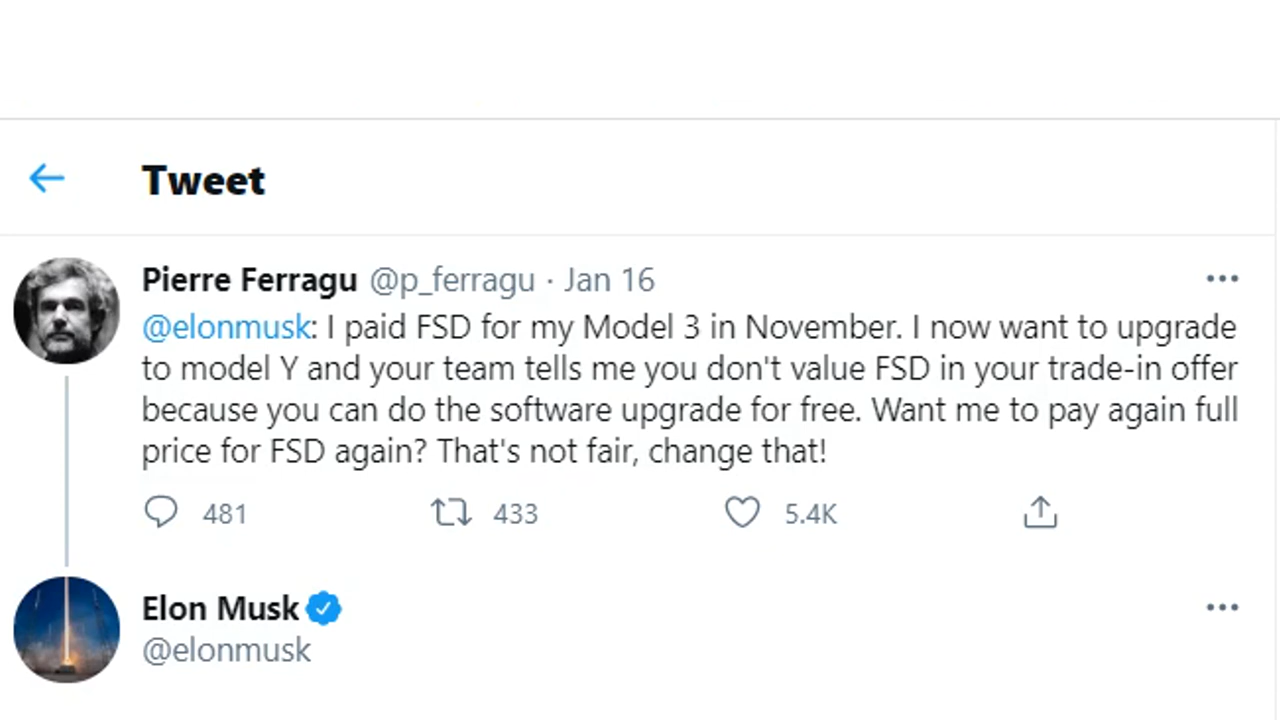 Tweet
Pierre Ferragu @p_ferragu · Jan 16
@elonmusk: I paid FSD for my Model 3 in November. I now want to upgrade
to model Y and your team tells me you don't value FSD in your trade-in offer
because you can do the software upgrade for free. Want me to pay again full
price for FSD again? That's not fair, change that!
481 433 5.4K
Elon Musk
@elonmusk